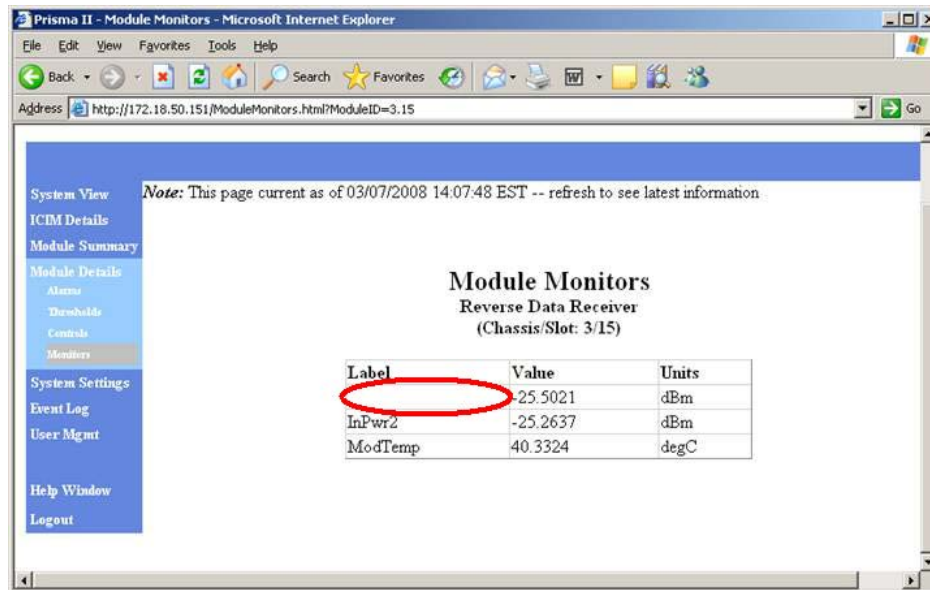 Prisma II - Module Monitors - Microsoft Internet Explorer
File Edit View Favorites Tools Help
Back Search Favorites
Address http://172.18.50.151/ModuleMonitors.html?ModuleID=3.15 Go
Note: This page current as of 03/07/2008 14:07:48 EST -- refresh to see latest information
System View
ICIM Details
Module Summary
Module Details
Alarms
Thresholds
Controls
Monitors
System Settings
Event Log
User Mgmt
Help Window
Logout
Module Monitors
Reverse Data Receiver
(Chassis/Slot: 3/15)
Label Value Units
-25.5021 dBm
InPwr2 -25.2637 dBm
ModTemp 40.3324 degC